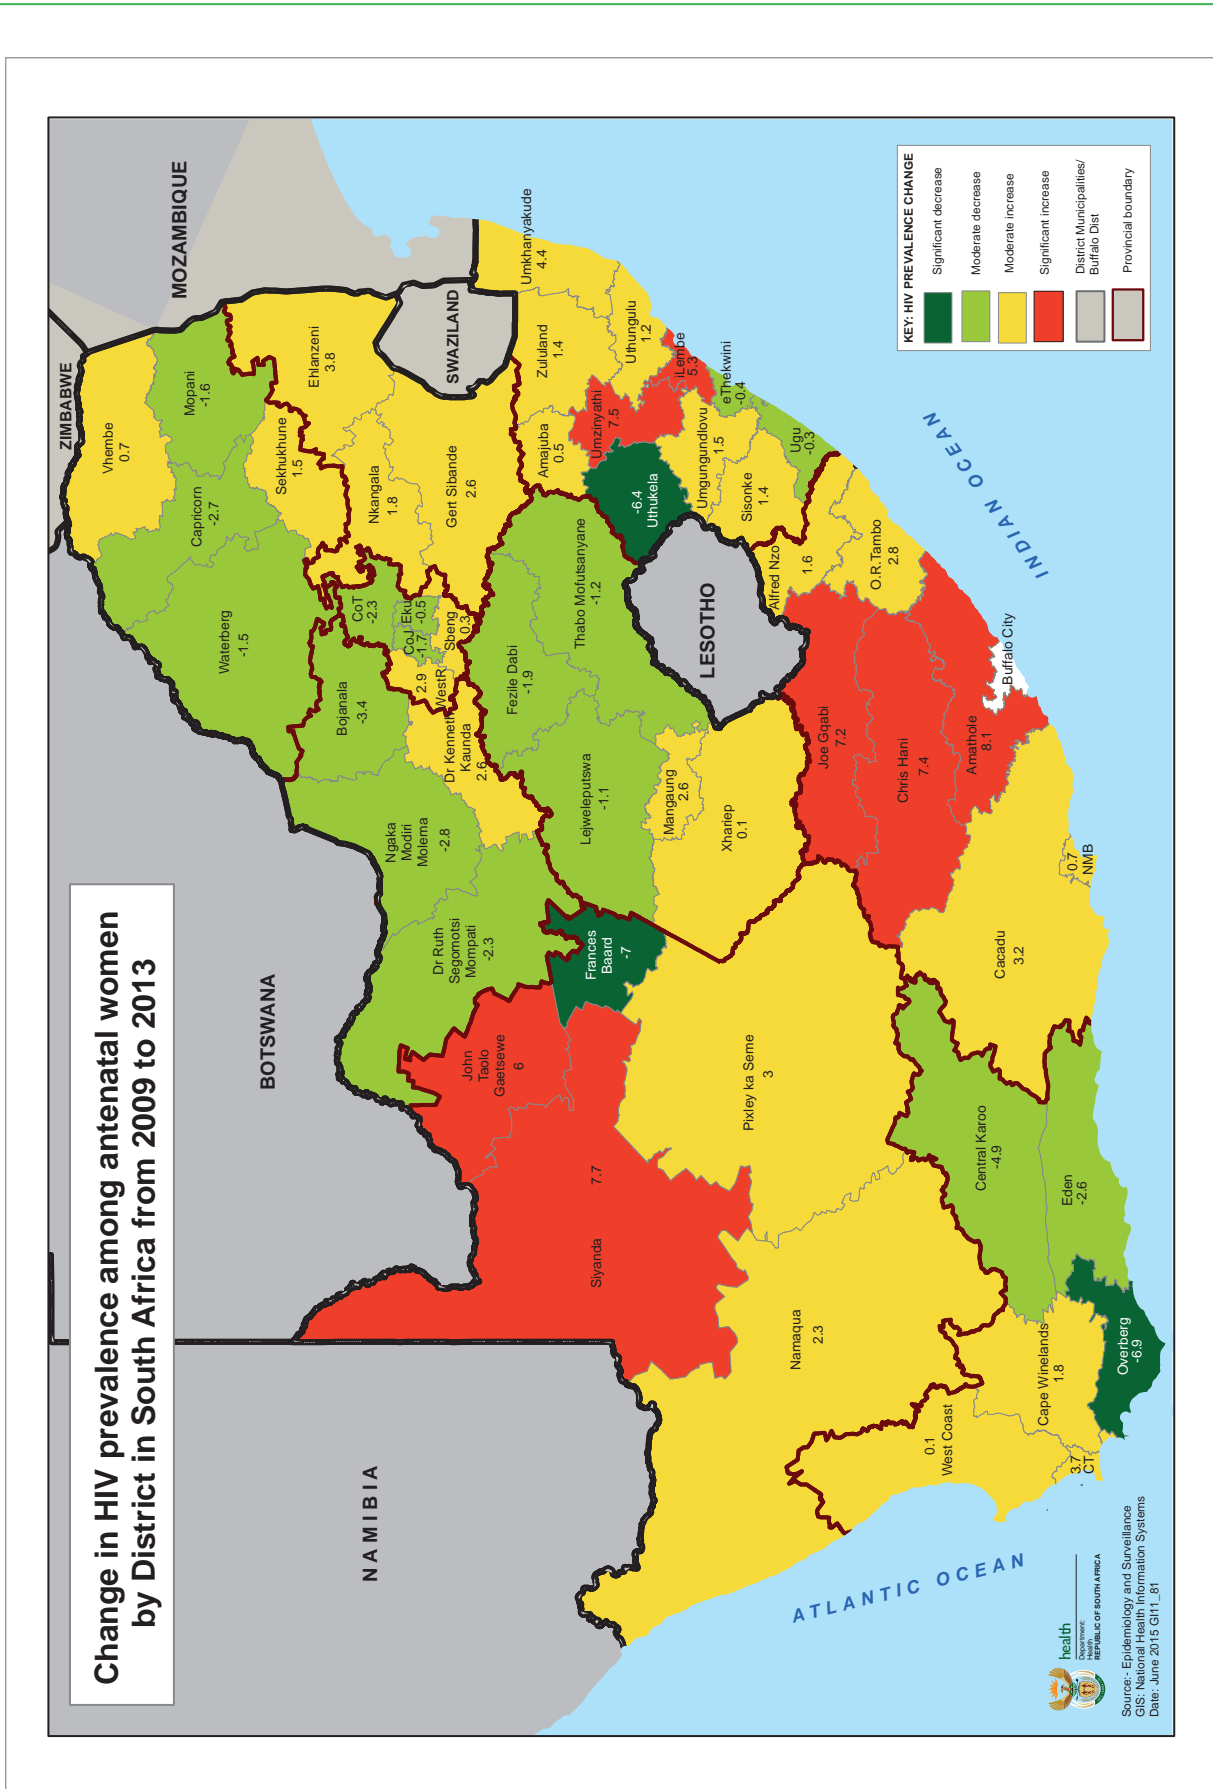 Change in HIV prevalence among antenatal women
by District in South Africa from 2009 to 2013
ZIMBABWE
MOZAMBIQUE
BOTSWANA
NAMIBIA
SWAZILAND
LESOTHO
ATLANTIC OCEAN
INDIAN OCEAN
Vhembe
0.7
Mopani
-1.6
Capricorn
-2.7
Waterberg
-1.5
Sekhukhune
1.5
Ehlanzeni
3.8
Nkangala
1.8
Gert Sibande
2.6
CoT
-2.3
Eku
-0.5
CoJ
-1.7
Sbeng
0.3
2.9
WestR
Bojanala
-3.4
Dr Kenneth
Kaunda
2.6
Ngaka
Modiri
Molema
-2.8
Dr Ruth
Segomotsi
Mompati
-2.3
Fezile Dabi
-1.9
Thabo Mofutsanyane
-1.2
Lejweleputswa
-1.1
Mangaung
2.6
Xhariep
0.1
Umkhanyakude
4.4
Zululand
1.4
Uthungulu
1.2
Amajuba
0.5
Umzinyathi
7.5
iLembe
5.3
eThekwini
-0.4
-6.4
Uthukela
Umgungundlovu
1.5
Sisonke
1.4
Ugu
-0.3
Alfred Nzo
1.6
O.R.Tambo
2.8
Joe Gqabi
7.2
Chris Hani
7.4
Amathole
8.1
Buffalo City
Cacadu
3.2
0.7
NMB
John
Taolo
Gaetsewe
6
Frances
Baard
-7
Siyanda
7.7
Pixley ka Seme
3
Namaqua
2.3
Central Karoo
-4.9
Eden
-2.6
Overberg
-6.9
Cape Winelands
1.8
0.1
West Coast
3.7
CT
KEY: HIV PREVALENCE CHANGE
Significant decrease
Moderate decrease
Moderate increase
Significant increase
District Municipalities/
Buffalo Dist
Provincial boundary
health
Department:
Health
REPUBLIC OF SOUTH AFRICA
Source:- Epidemiology and Surveillance
GIS: National Health Information Systems
Date: June 2015 GI11_81